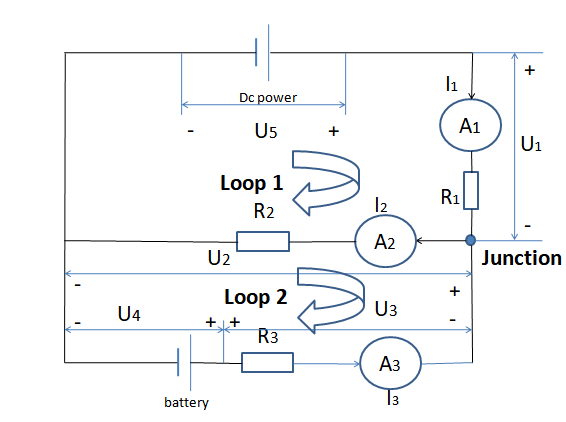 +
I1
Dc power
A1
- U5 +
U1
Loop 1
R1
R2
I2
-
A2
U2
Junction
-
Loop 2
+
U4
U3
-
- + +
R3
A3
battery
I3